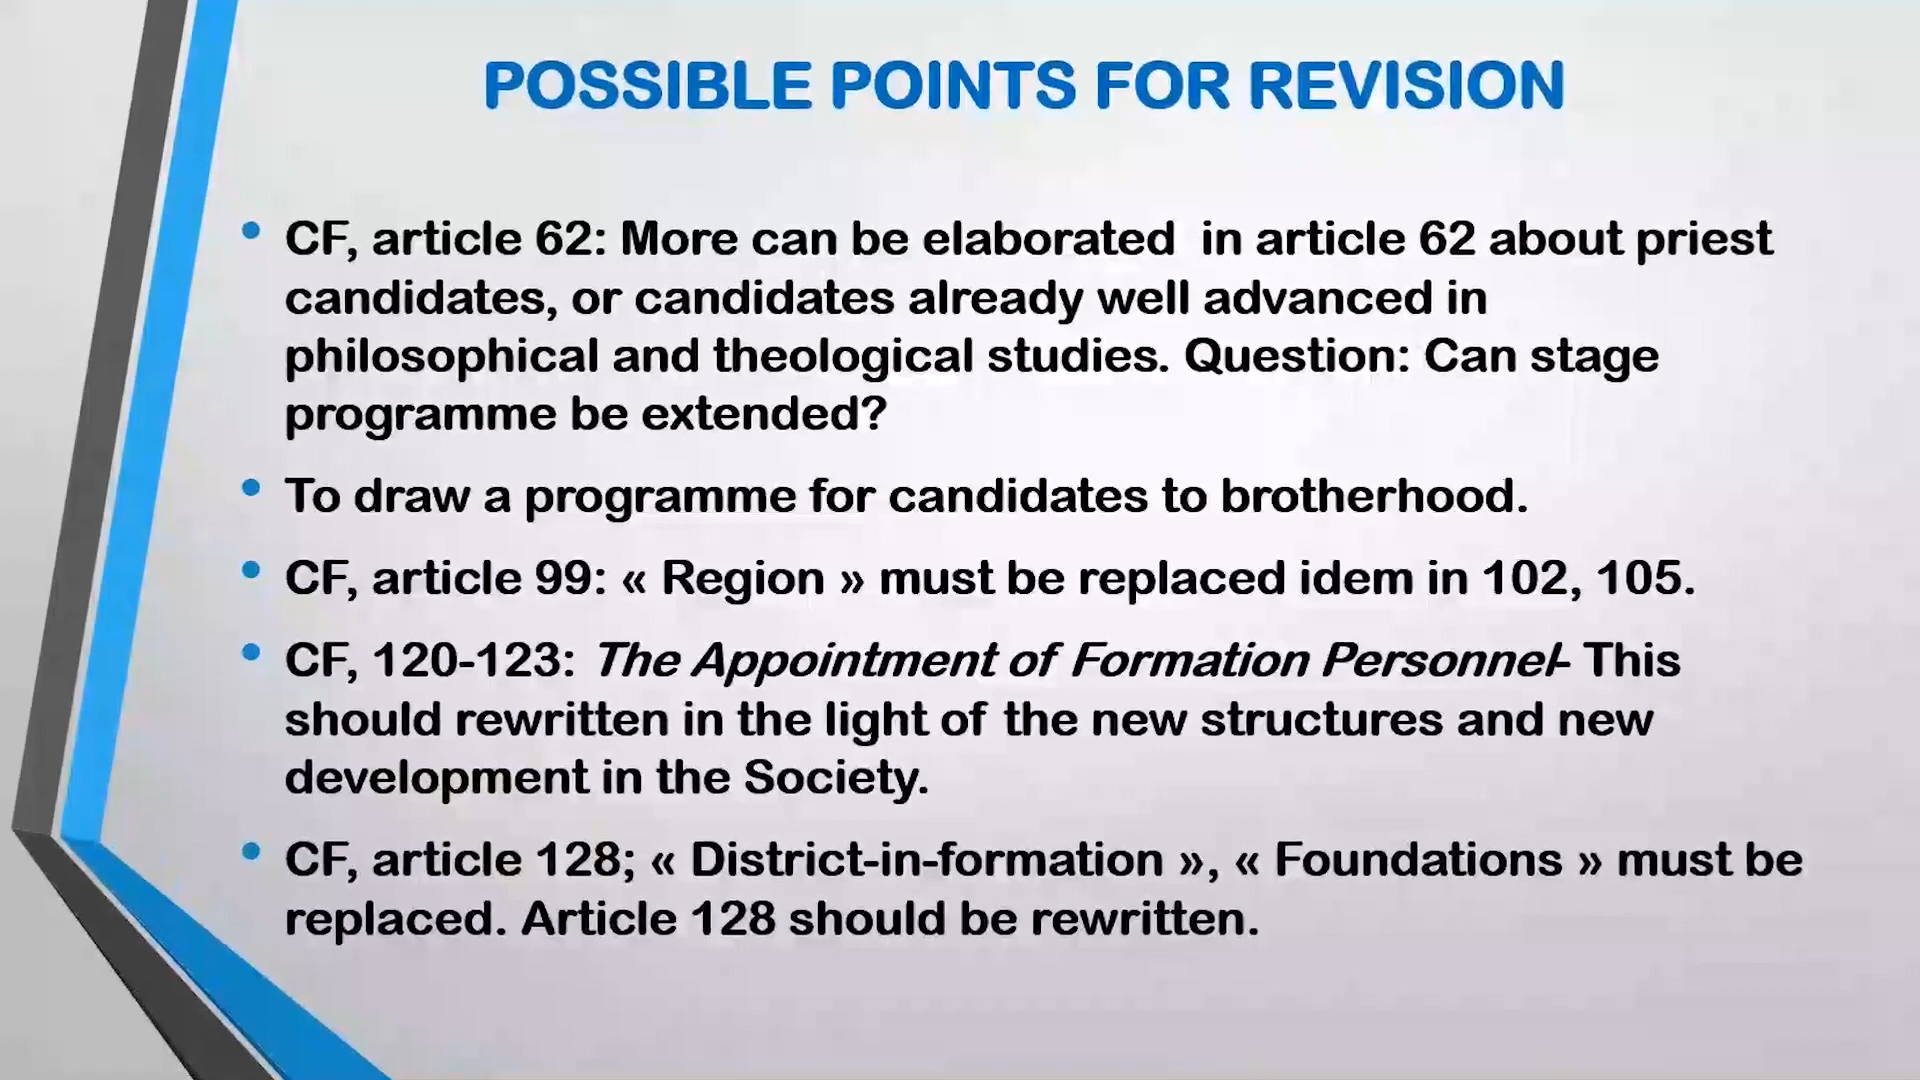 POSSIBLE POINTS FOR REVISION
• CF, article 62: More can be elaborated in article 62 about priest
candidates, or candidates already well advanced in
philosophical and theological studies. Question: Can stage
programme be extended?
• To draw a programme for candidates to brotherhood.
• CF, article 99: « Region » must be replaced idem in 102, 105.
• CF, 120-123: The Appointment of Formation Personnel- This
should rewritten in the light of the new structures and new
development in the Society.
• CF, article 128; « District-in-formation », « Foundations » must be
replaced. Article 128 should be rewritten.